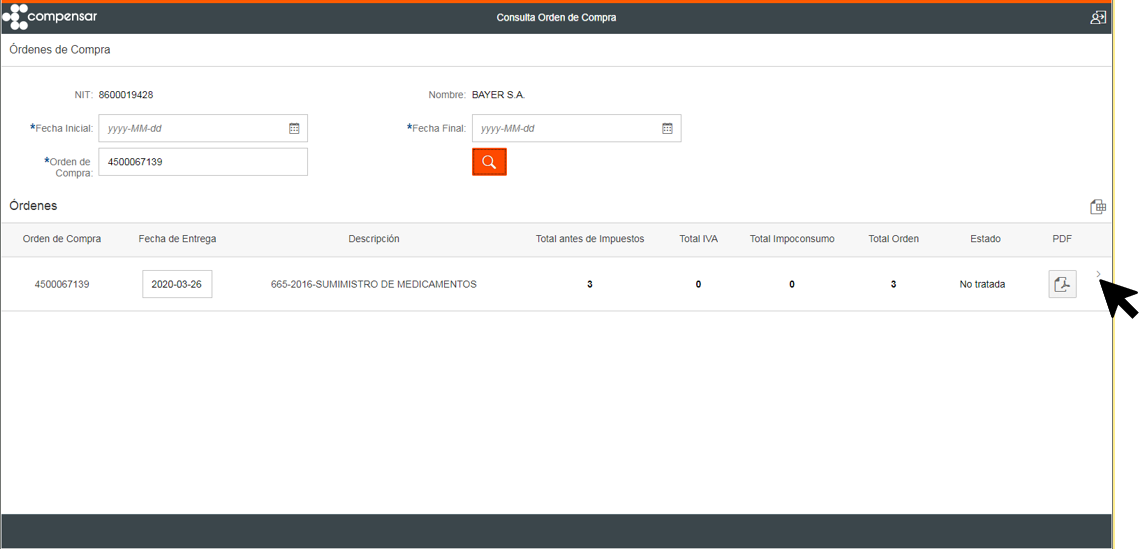 compensar
Consulta Orden de Compra
Órdenes de Compra
NIT: 8600019428 Nombre: BAYER S.A.
*Fecha Inicial: yyyy-MM-dd *Fecha Final: yyyy-MM-dd
*Orden de Compra: 4500067139
Órdenes
Orden de Compra Fecha de Entrega Descripción Total antes de Impuestos Total IVA Total Impoconsumo Total Orden Estado PDF
4500067139 2020-03-26 665-2016-SUMIMISTRO DE MEDICAMENTOS 3 0 0 3 No tratada